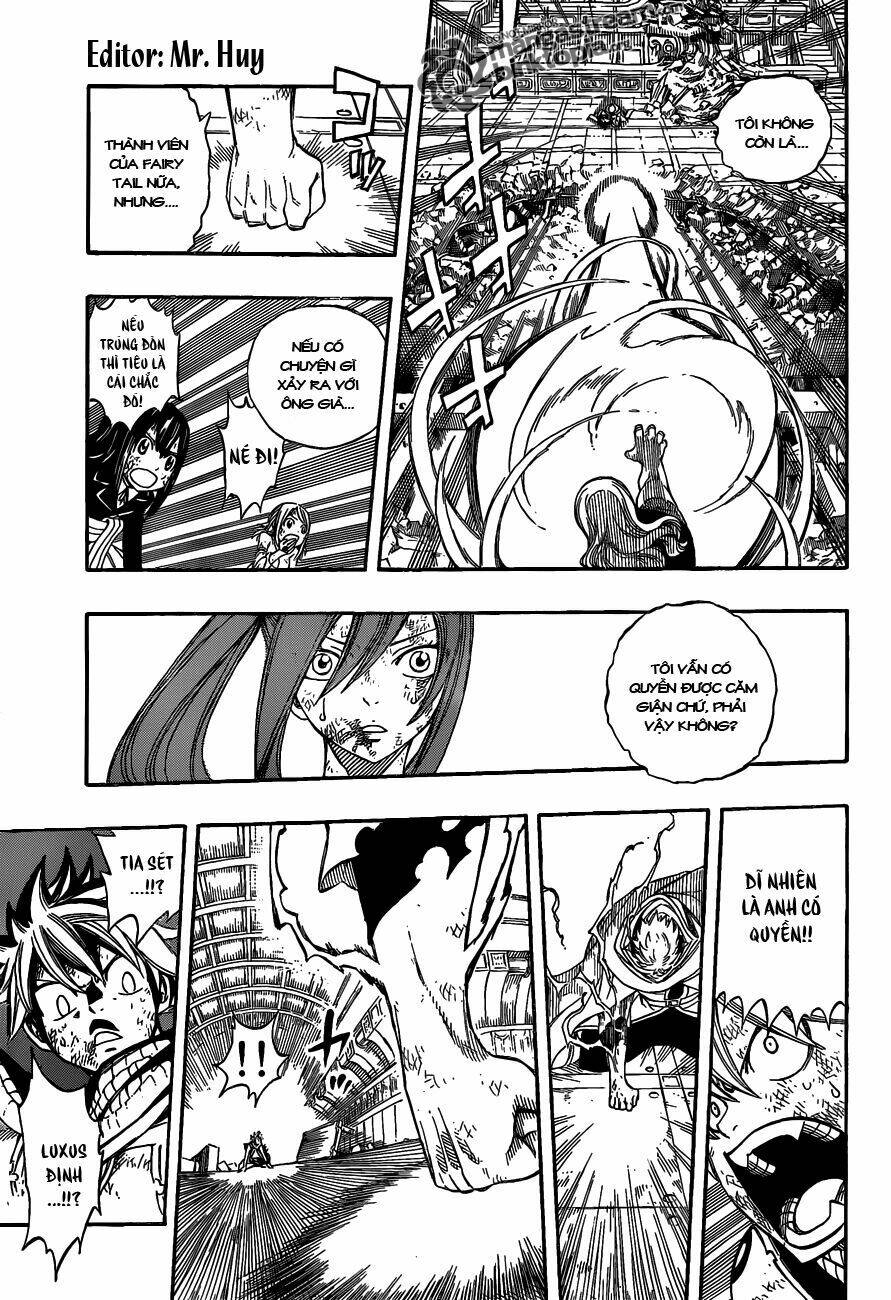 Editor: Mr. Huy
TÔI KHÔNG
CÒN LÀ...
THÀNH VIÊN
CỦA FAIRY
TAIL NỮA,
NHƯNG....
NẾU CÓ
CHUYỆN GÌ
XẢY RA VỚI
ÔNG GIÀ...
NÉ ĐI!
NẾU
TRÚNG ĐÒN
THÌ TIÊU LÀ
CÁI CHẮC
ĐÓ!
TÔI VẪN CÓ
QUYỀN ĐƯỢC CĂM
GIẬN CHỨ, PHẢI
VẬY KHÔNG?
DĨ NHIÊN
LÀ ANH CÓ
QUYỀN!!
!!
TIA SÉT
...!!?
LUXUS
ĐỊNH
...!!?